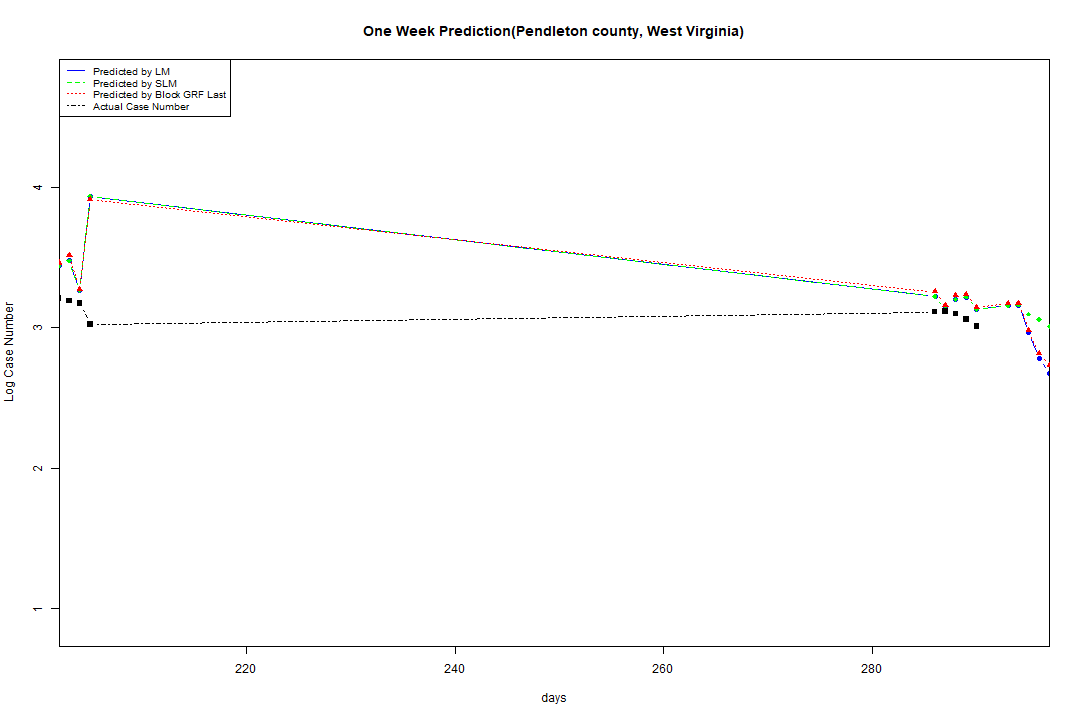 One Week Prediction(Pendleton county, West Virginia)
Predicted by LM
Predicted by SLM
Predicted by Block GRF Last
Actual Case Number
4
3
2
1
Log Case Number
220 240 260 280
days